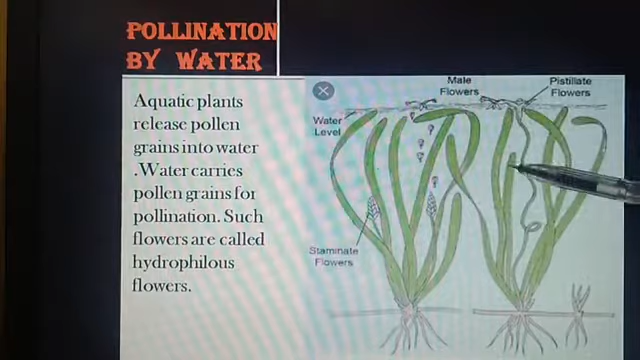 POLLINATION
BY WATER
Aquatic plants
release pollen
grains into water
.Water carries
pollen grains for
pollination. Such
flowers are called
hydrophilous
flowers.
Male
Flowers
Pistillate
Flowers
Water
Level
Staminate
Flowers